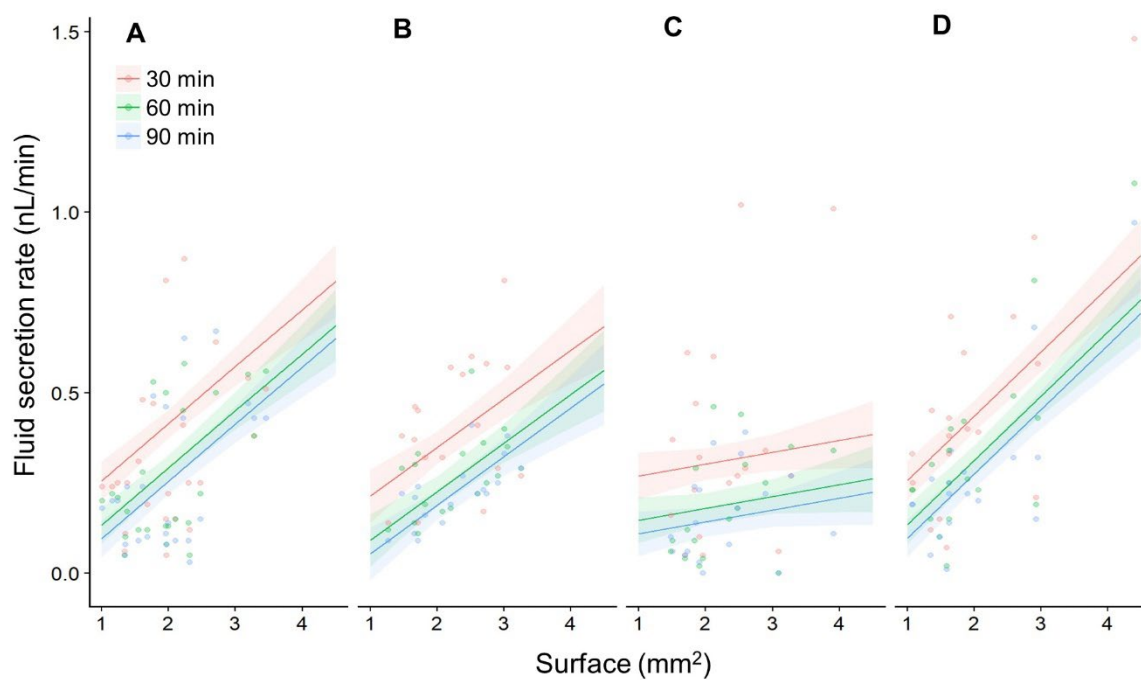 A B C D
30 min
60 min
90 min
Fluid secretion rate (nL/min)
1.5
1.0
0.5
0.0
1 2 3 4 1 2 3 4 1 2 3 4 1 2 3 4
Surface (mm²)